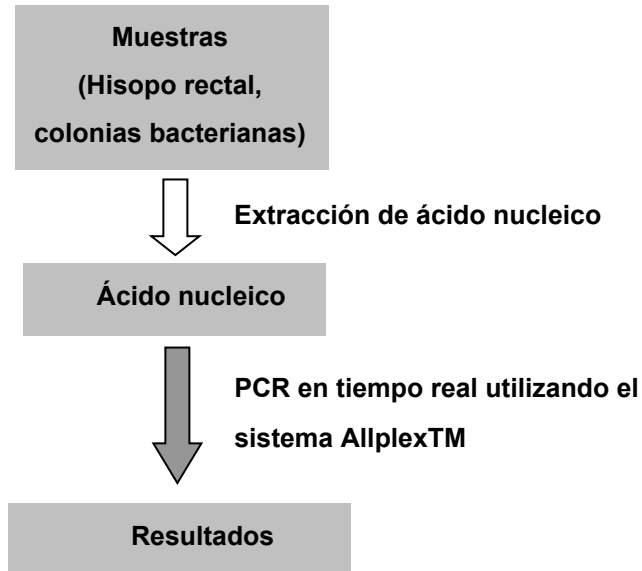 Muestras
(Hisopo rectal,
colonias bacterianas)
Extracción de ácido nucleico
Ácido nucleico
PCR en tiempo real utilizando el
sistema AllplexTM
Resultados